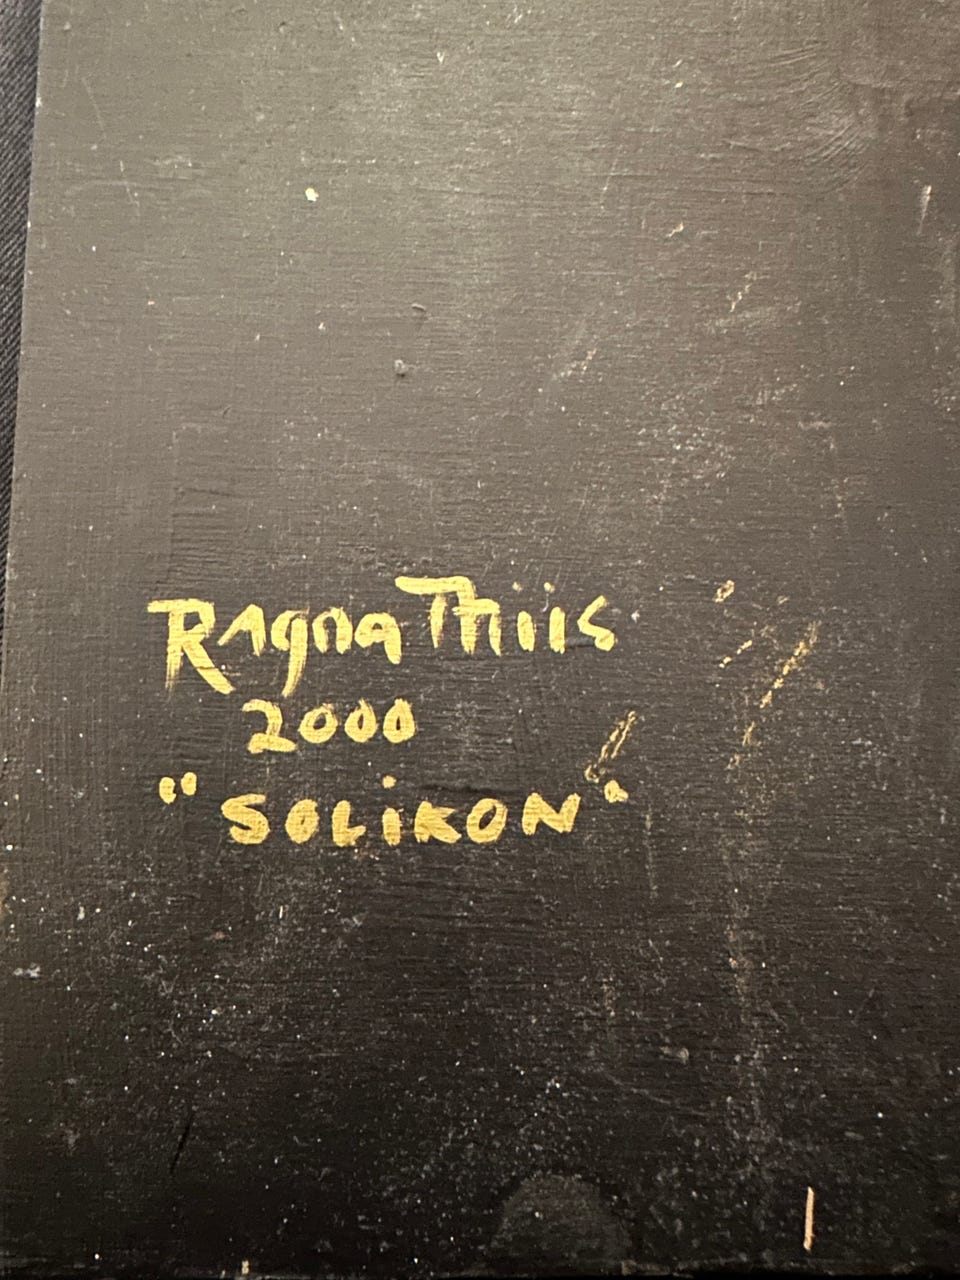 Ragna Thiis
2000
"SOLiKON"